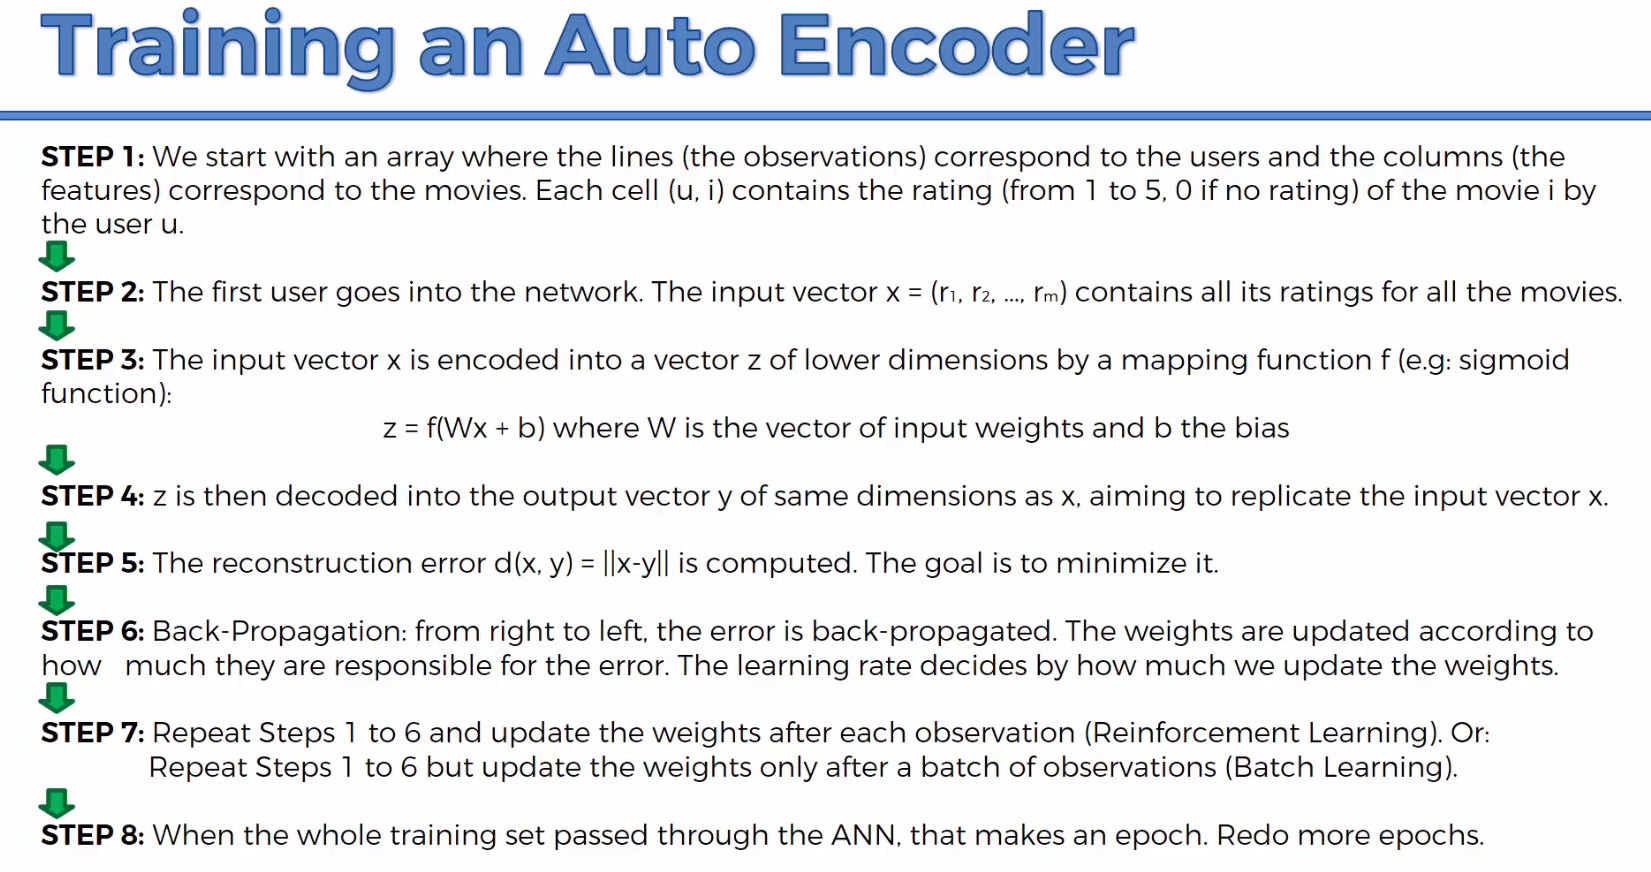 Training an Auto Encoder
STEP 1: We start with an array where the lines (the observations) correspond to the users and the columns (the
features) correspond to the movies. Each cell (u, i) contains the rating (from 1 to 5, 0 if no rating) of the movie i by
the user u.
STEP 2: The first user goes into the network. The input vector x = (r₁, r₂, ..., rₘ) contains all its ratings for all the movies.
STEP 3: The input vector x is encoded into a vector z of lower dimensions by a mapping function f (e.g: sigmoid
function):
z = f(Wx + b) where W is the vector of input weights and b the bias
STEP 4: z is then decoded into the output vector y of same dimensions as x, aiming to replicate the input vector x.
STEP 5: The reconstruction error d(x, y) = ||x-y|| is computed. The goal is to minimize it.
STEP 6: Back-Propagation: from right to left, the error is back-propagated. The weights are updated according to
how much they are responsible for the error. The learning rate decides by how much we update the weights.
STEP 7: Repeat Steps 1 to 6 and update the weights after each observation (Reinforcement Learning). Or:
Repeat Steps 1 to 6 but update the weights only after a batch of observations (Batch Learning).
STEP 8: When the whole training set passed through the ANN, that makes an epoch. Redo more epochs.